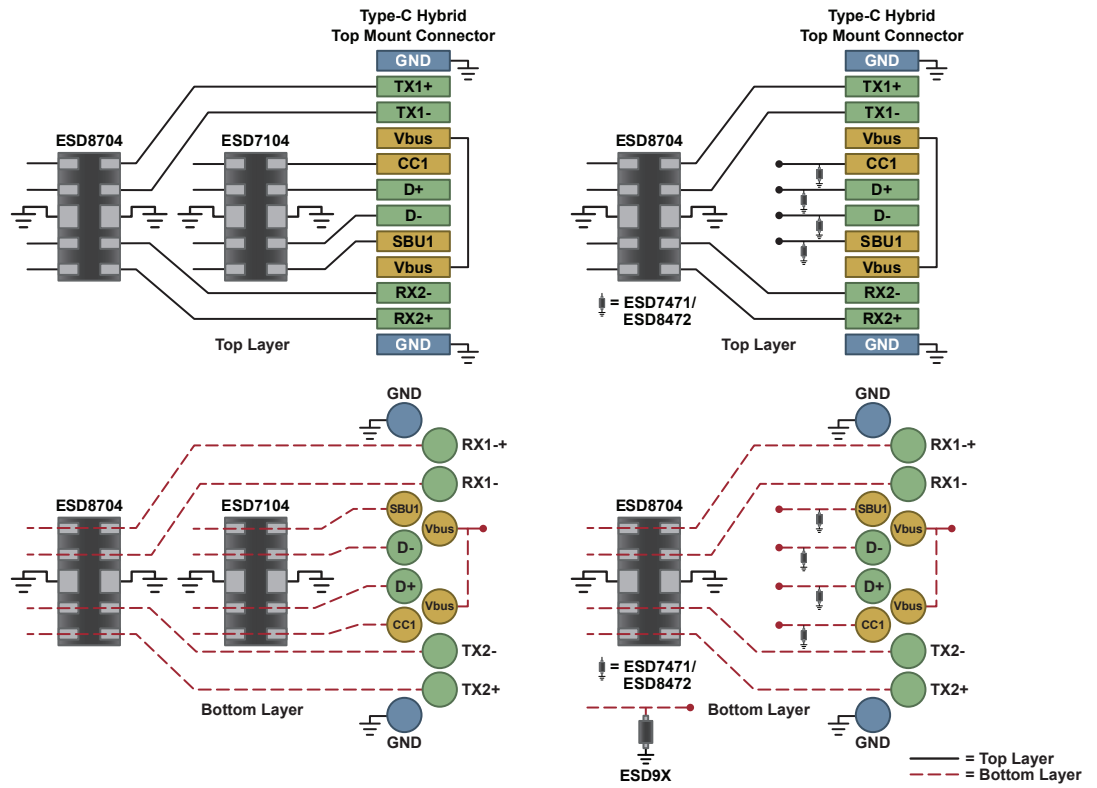 Type-C Hybrid
Top Mount Connector
GND
TX1+
TX1-
Vbus
CC1
D+
D-
SBU1
Vbus
RX2-
RX2+
GND
ESD8704
ESD7104
Top Layer
Type-C Hybrid
Top Mount Connector
GND
TX1+
TX1-
Vbus
CC1
D+
D-
SBU1
Vbus
RX2-
RX2+
GND
ESD8704
= ESD7471/
ESD8472
Top Layer
GND
RX1-+
RX1-
ESD8704
ESD7104
SBU1
Vbus
D-
D+
Vbus
CC1
TX2-
TX2+
Bottom Layer
GND
GND
RX1-+
RX1-
ESD8704
SBU1
Vbus
D-
D+
Vbus
CC1
TX2-
= ESD7471/
ESD8472
TX2+
Bottom Layer
GND
ESD9X
= Top Layer
= Bottom Layer